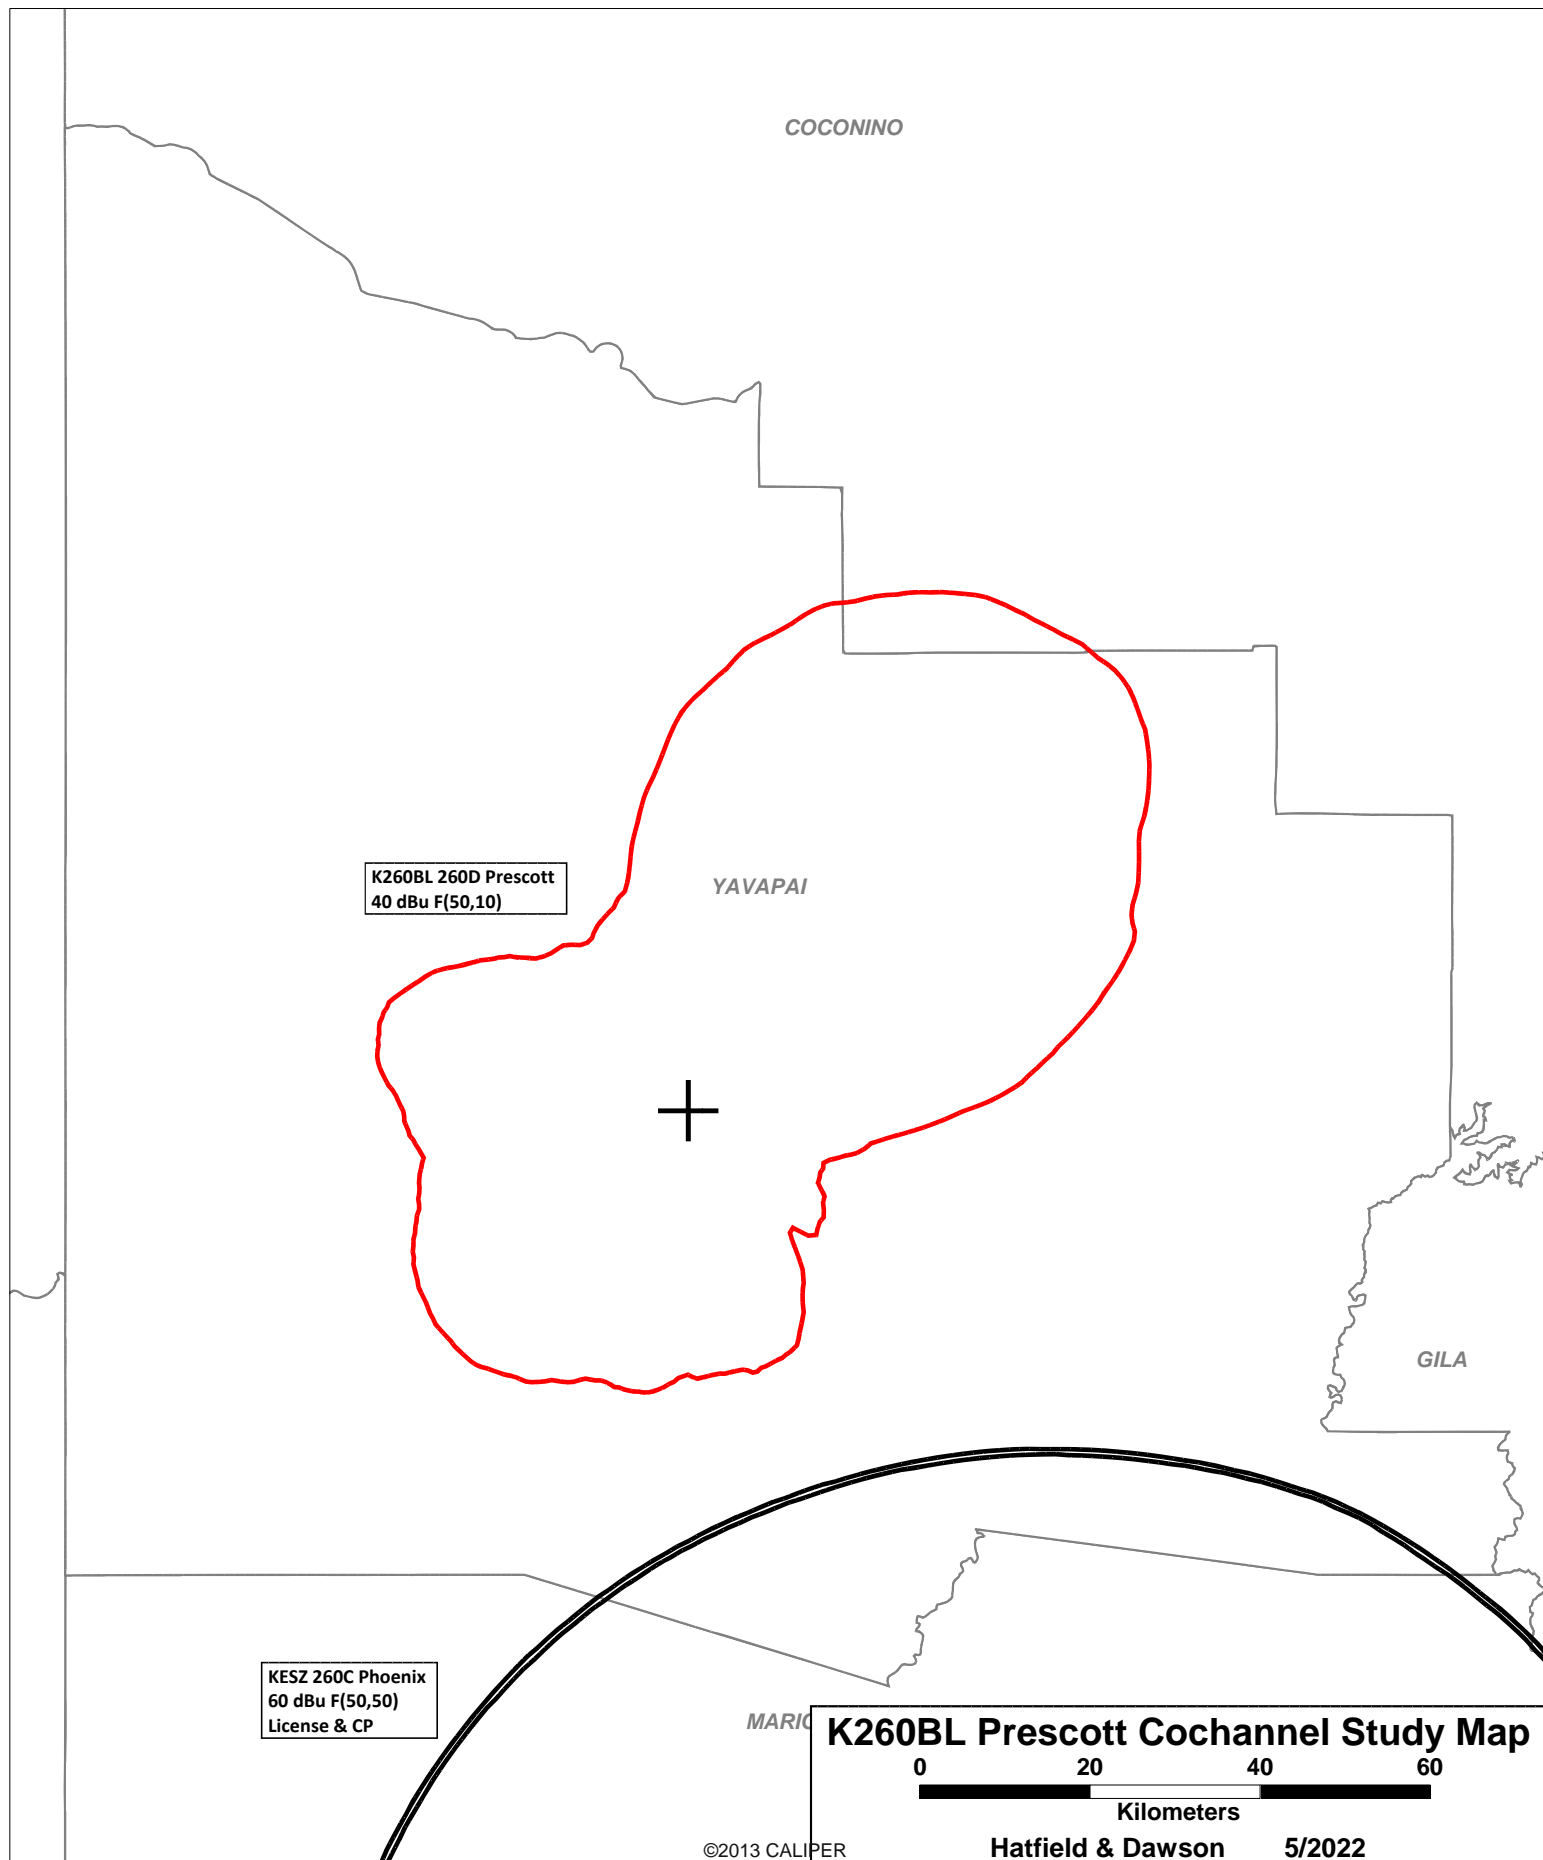 COCONINO
K260BL 260D Prescott
40 dBu F(50,10)
YAVAPAI
GILA
KESZ 260C Phoenix
60 dBu F(50,50)
License & CP
MARIC
K260BL Prescott Cochannel Study Map
0 20 40 60
Kilometers
©2013 CALIPER
Hatfield & Dawson 5/2022